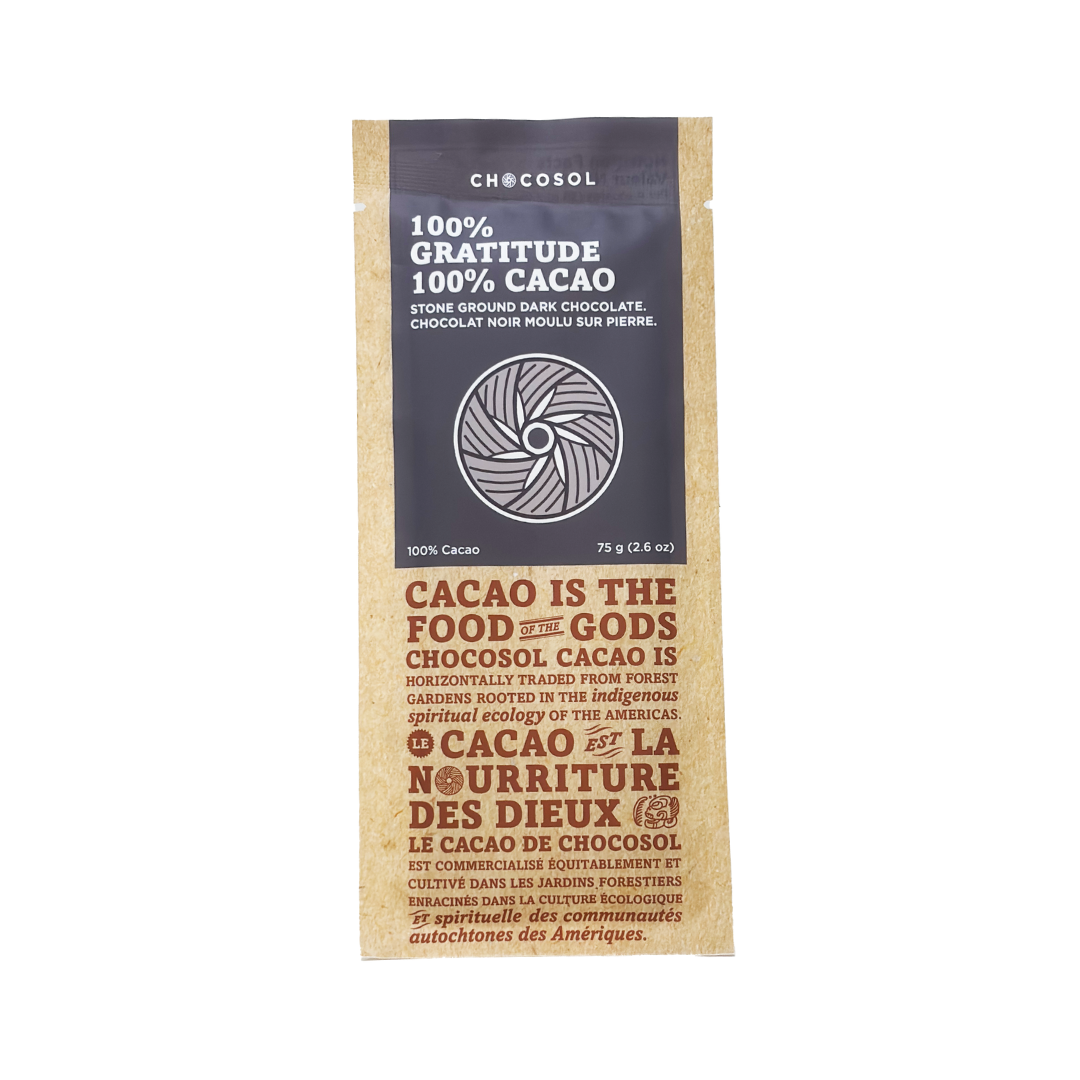 CHOCOSOL
100%
GRATITUDE
100% CACAO
STONE GROUND DARK CHOCOLATE.
CHOCOLAT NOIR MOULU SUR PIERRE.
100% Cacao
75 g (2.6 oz)
CACAO IS THE
FOOD OF THE GODS
CHOCOSOL CACAO IS
HORIZONTALLY TRADED FROM FOREST
GARDENS ROOTED IN THE indigenous
spiritual ecology OF THE AMERICAS.
LE CACAO EST LA
NOURRITURE
DES DIEUX
LE CACAO DE CHOCOSOL
EST COMMERCIALISÉ ÉQUITABLEMENT ET
CULTIVÉ DANS LES JARDINS FORESTIERS
ENRACINÉS DANS LA CULTURE ÉCOLOGIQUE
ET spirituelle des communautés
autochtones des Amériques.